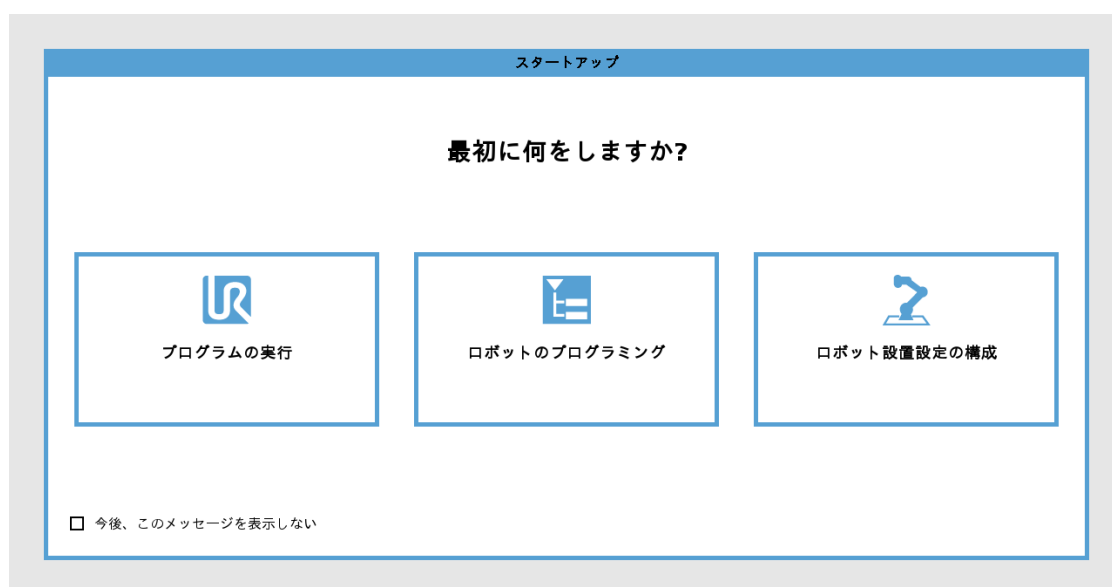 スタートアップ
最初に何をしますか?
UR
プログラムの実行
ロボットのプログラミング
ロボット設置設定の構成
今後、このメッセージを表示しない